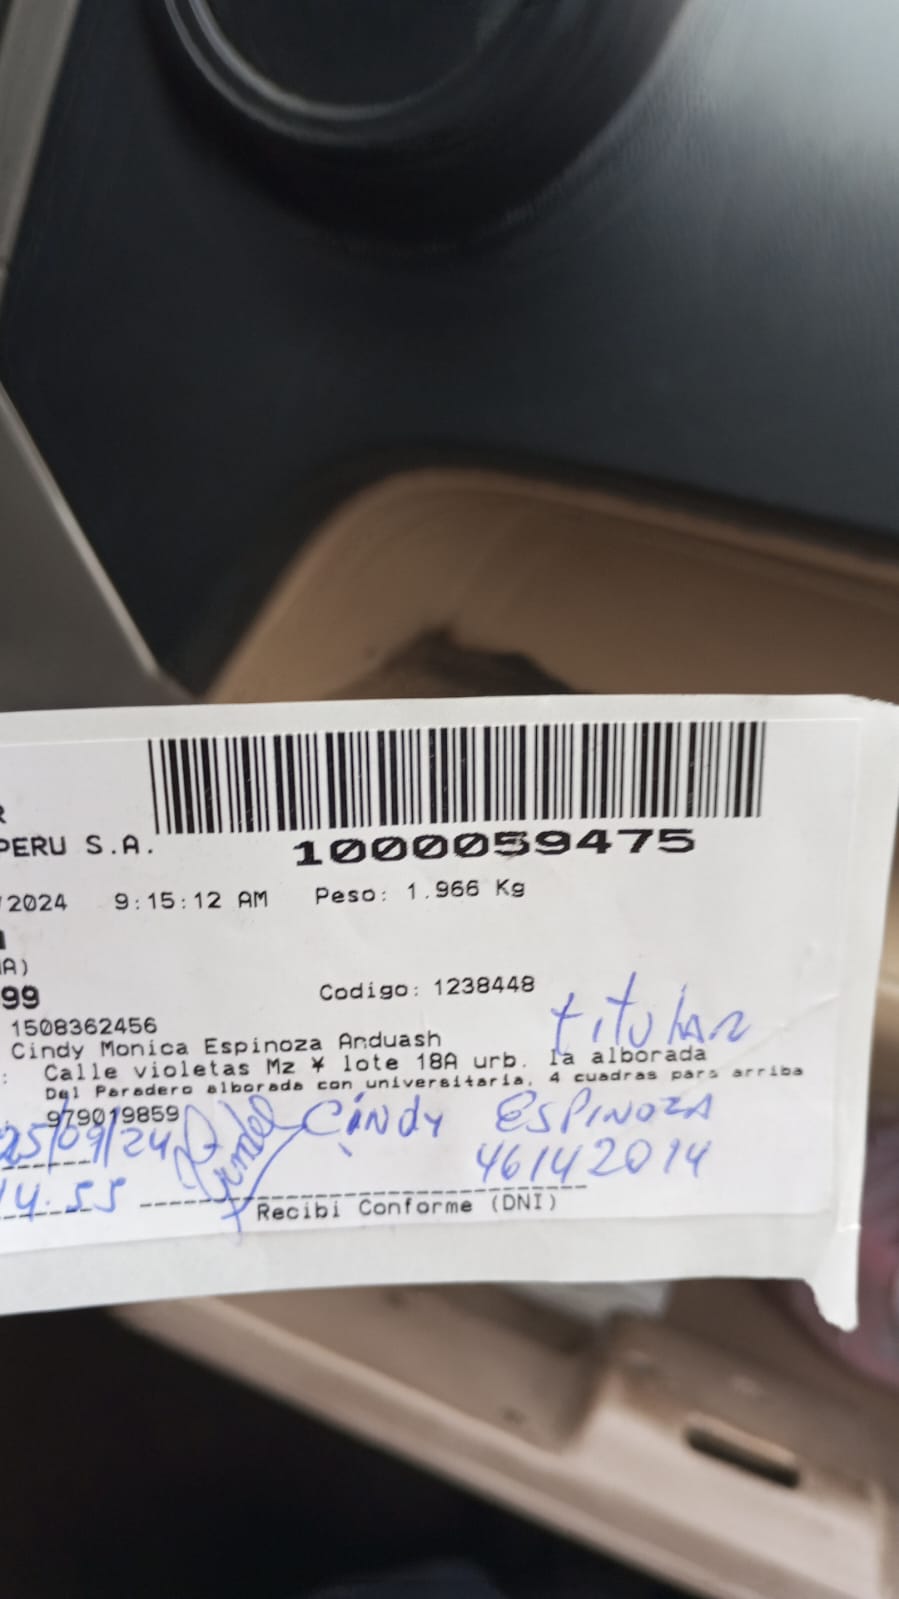 R
PERU S.A.
1000059475
/2024 9:15:12 AM Peso: 1.966 Kg
A)
99
Codigo: 1238448
1508362456
titular
Cindy Monica Espinoza Anduash
: Calle violetas Mz ¥ lote 18A urb. la alborada
Del Paradero alborada con universitaria, 4 cuadras para arriba
979019859
25/09/24 Cindy ESPINOZA
46142014
14:55
Recibi Conforme (DNI)